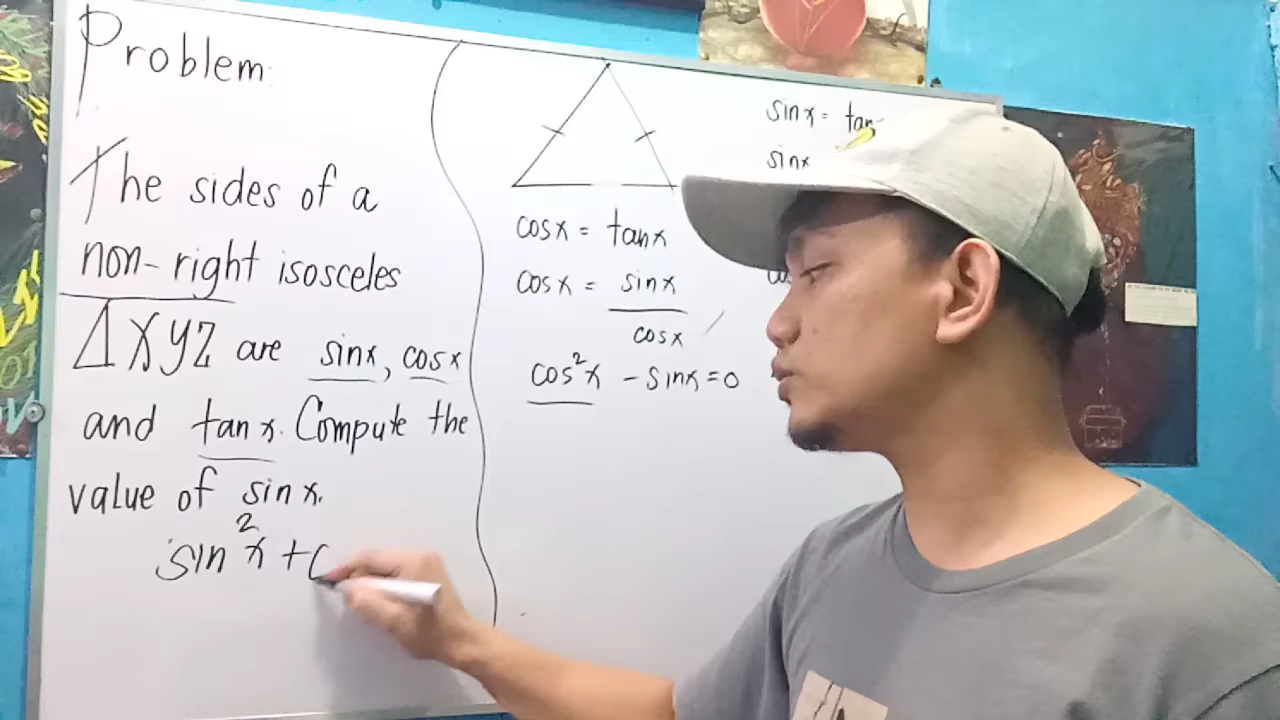 Problem:
The sides of a
non-right isosceles
ΔXYZ are sinx, cosx
and tanx. Compute the
value of sinx.
sin²x + c
cosx = tanx
cosx = sinx
cosx
cos²x - sinx = 0
sinx = tan
sinx